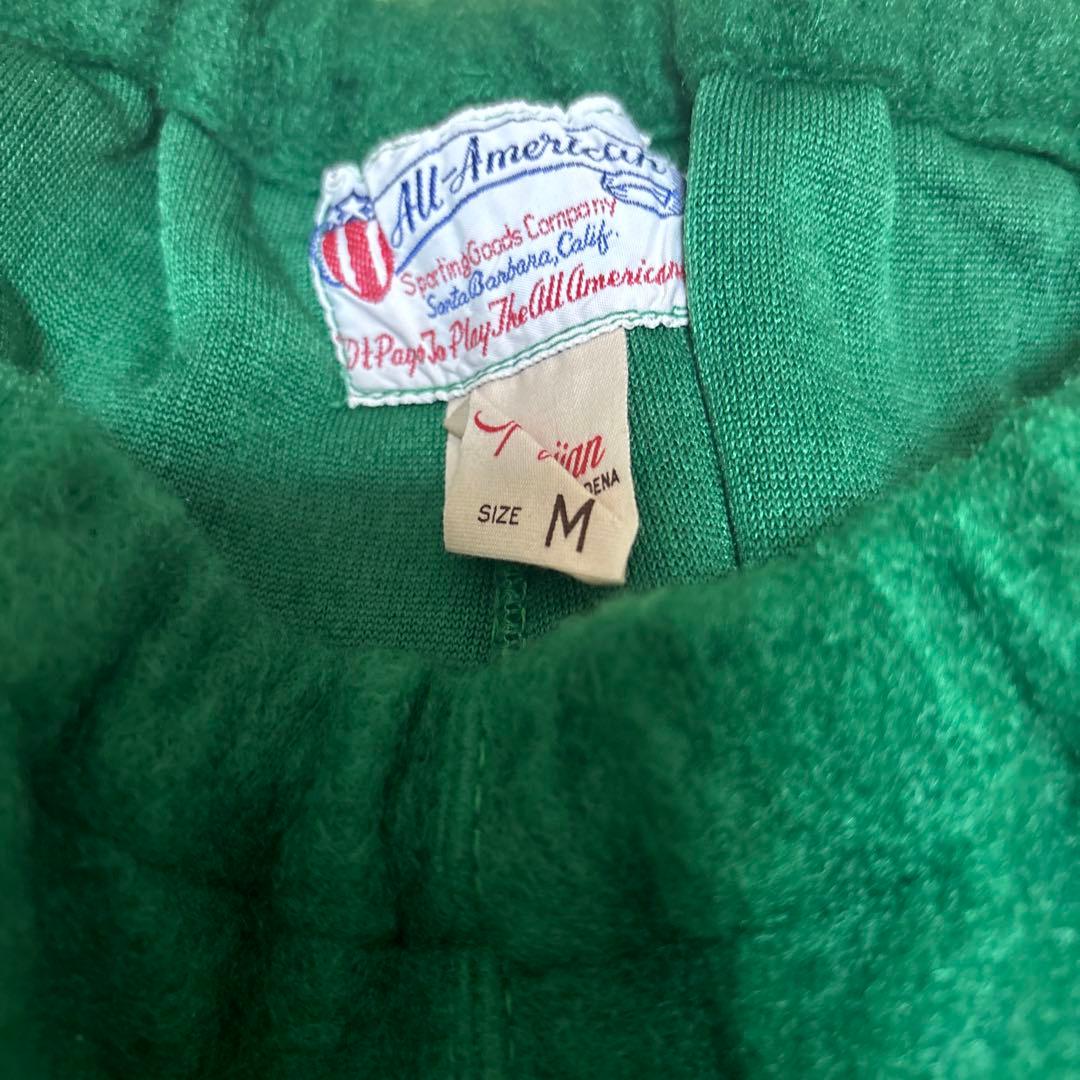 All-American
Sporting Goods Company
Santa Barbara, Calif.
It Pays To Play The All American
SIZE M